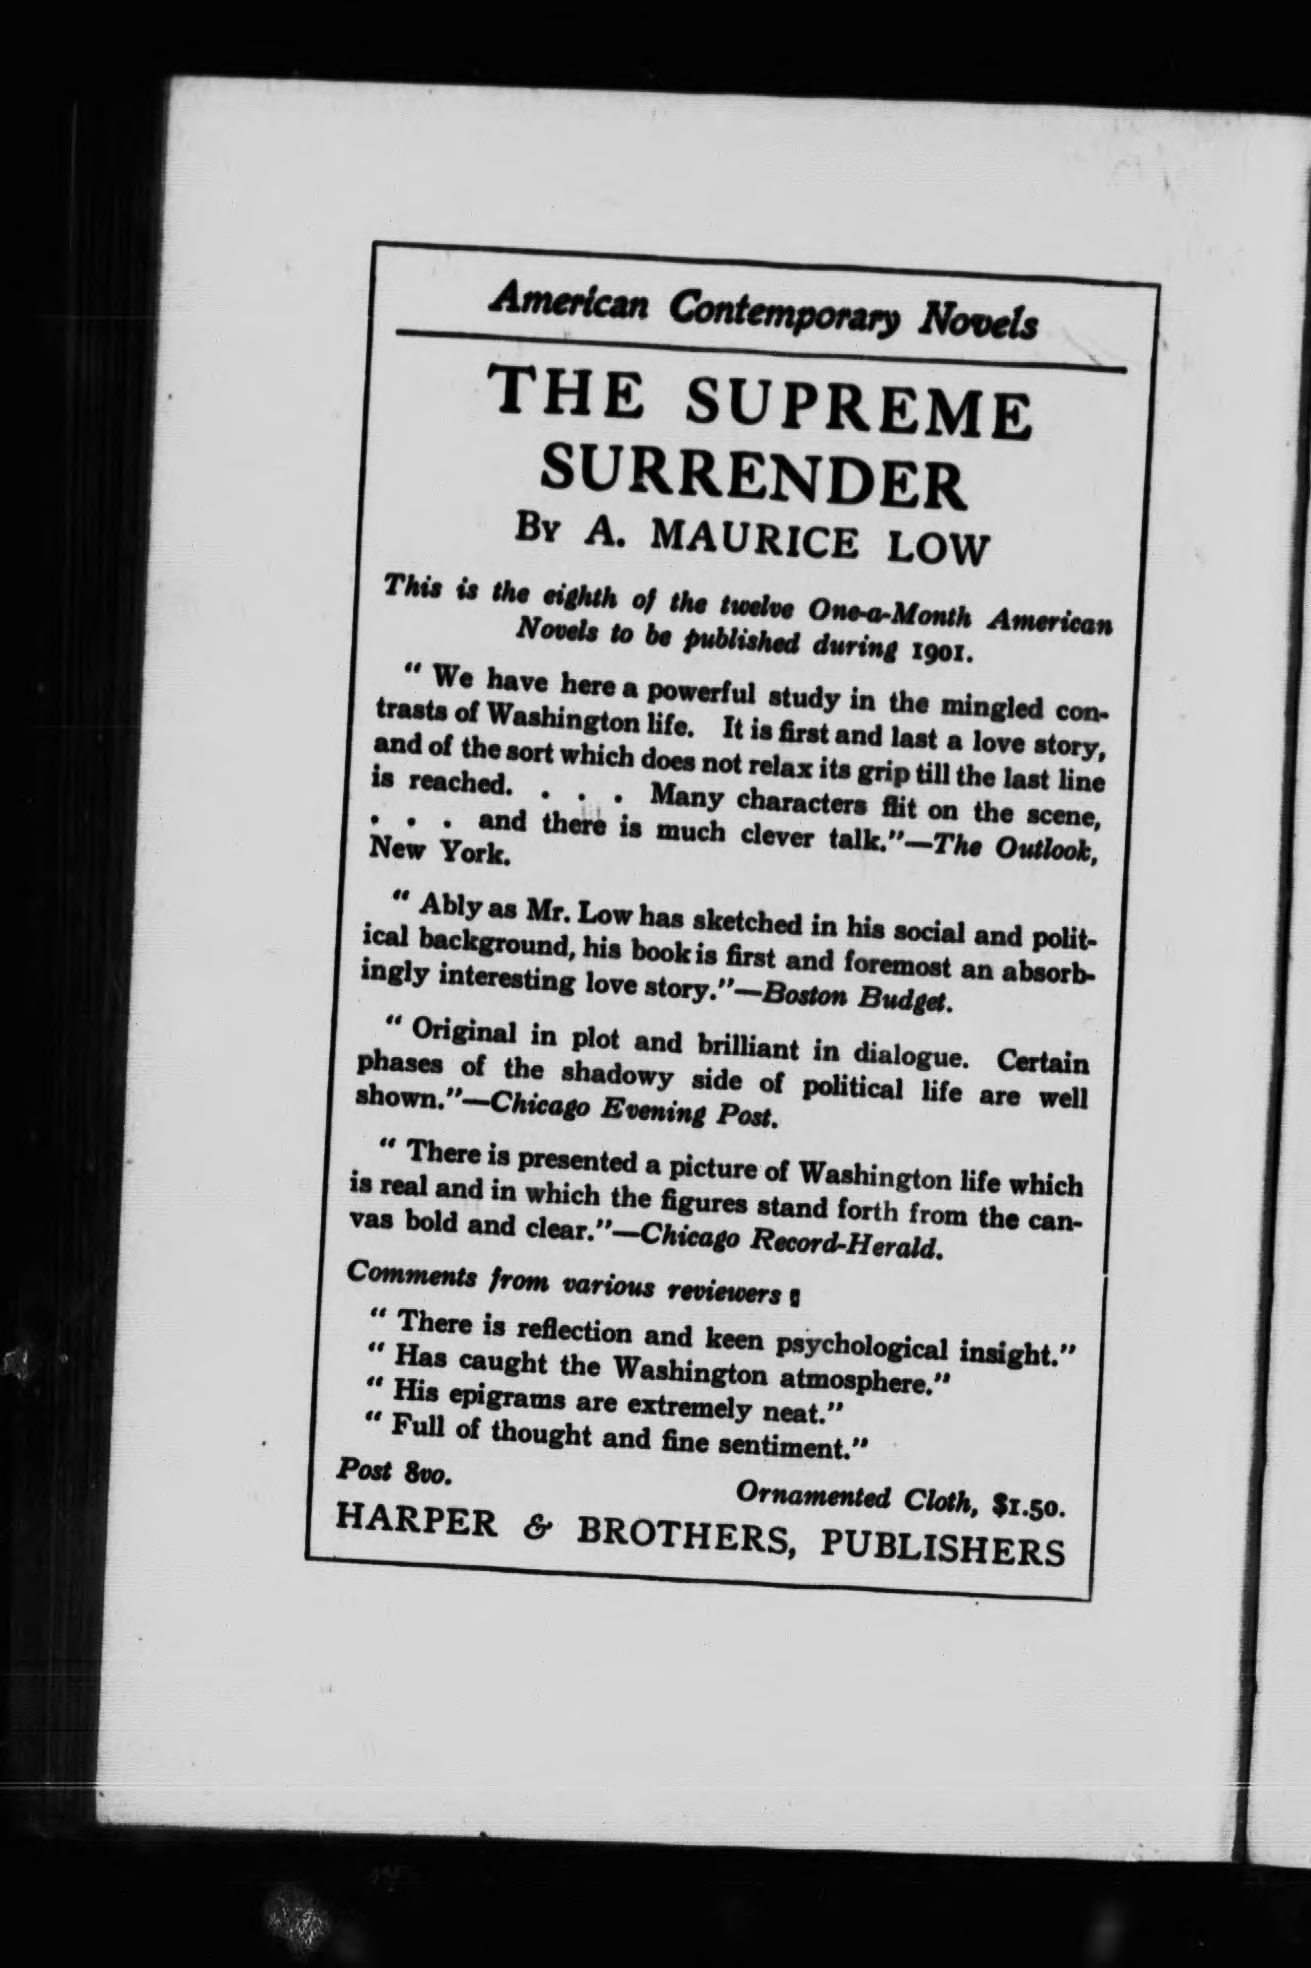 American Contemporary Novels
THE SUPREME
SURRENDER
By A. MAURICE LOW
This is the eighth of the twelve One-a-Month American
Novels to be published during 1901.
" We have here a powerful study in the mingled con-
trasts of Washington life. It is first and last a love story,
and of the sort which does not relax its grip till the last line
is reached. . . . Many characters flit on the scene,
. . . and there is much clever talk."—The Outlook,
New York.
" Ably as Mr. Low has sketched in his social and polit-
ical background, his book is first and foremost an absorb-
ingly interesting love story."—Boston Budget.
" Original in plot and brilliant in dialogue. Certain
phases of the shadowy side of political life are well
shown."—Chicago Evening Post.
" There is presented a picture of Washington life which
is real and in which the figures stand forth from the can-
vas bold and clear."—Chicago Record-Herald.
Comments from various reviewers :
" There is reflection and keen psychological insight."
" Has caught the Washington atmosphere."
" His epigrams are extremely neat."
" Full of thought and fine sentiment."
Post 8vo. Ornamented Cloth, $1.50.
HARPER & BROTHERS, PUBLISHERS